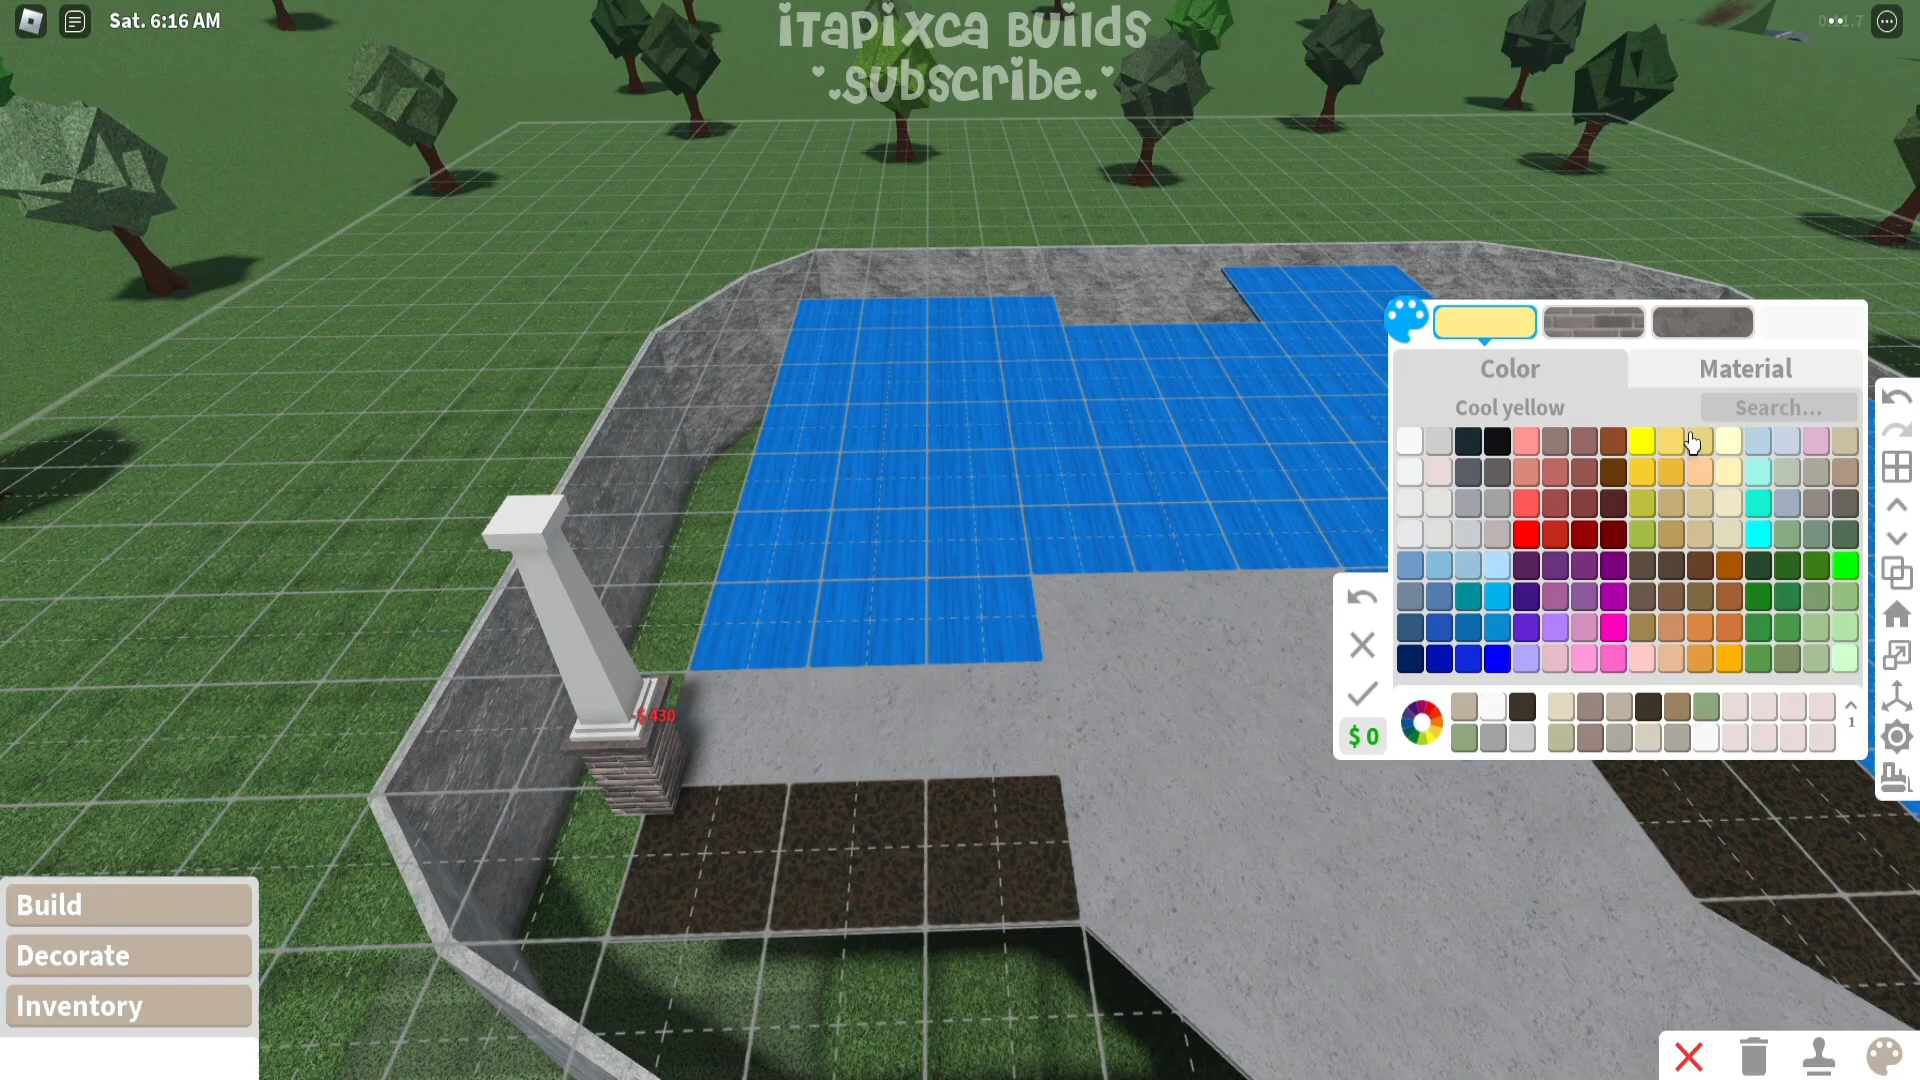 Sat. 6:16 AM
iTapixca Builds
.subscribe.
Color
Material
Cool yellow
Search...
-$430
$ 0
1
Build
Decorate
Inventory